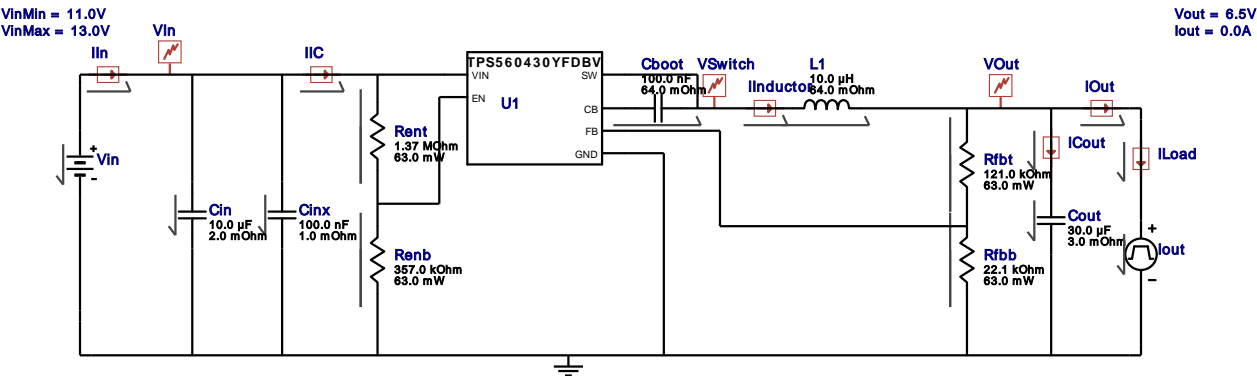 VinMin = 11.0V
VinMax = 13.0V
Vout = 6.5V
Iout = 0.0A
VIn
IIn
IIC
TPS560430YFDBV
VIN
EN
U1
SW
CB
FB
GND
Cboot
100.0 nF
64.0 mOhm
VSwitch
IInductor
L1
10.0 µH
64.0 mOhm
VOut
IOut
ICout
ILoad
Rent
1.37 MOhm
63.0 mW
Rfbt
121.0 kOhm
63.0 mW
+
Vin
-
Cin
10.0 µF
2.0 mOhm
Cinx
100.0 nF
1.0 mOhm
Renb
357.0 kOhm
63.0 mW
Rfbb
22.1 kOhm
63.0 mW
Cout
30.0 µF
3.0 mOhm
+
Iout
-